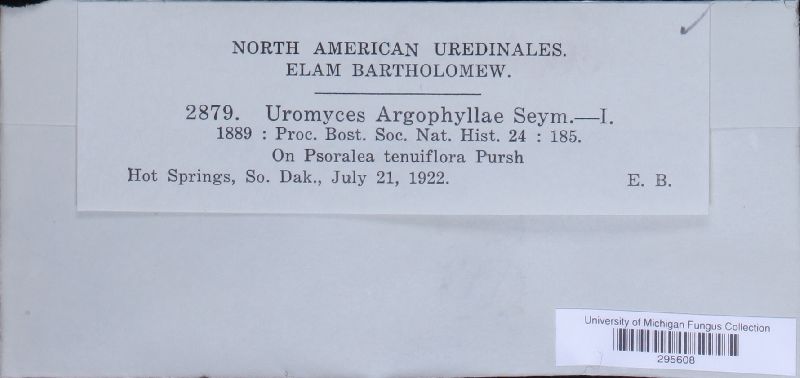 NORTH AMERICAN UREDINALES.
ELAM BARTHOLOMEW.
2879. Uromyces Argophyllae Seym.—I.
1889 : Proc. Bost. Soc. Nat. Hist. 24 : 185.
On Psoralea tenuiflora Pursh
Hot Springs, So. Dak., July 21, 1922. E. B.
University of Michigan Fungus Collection
295608